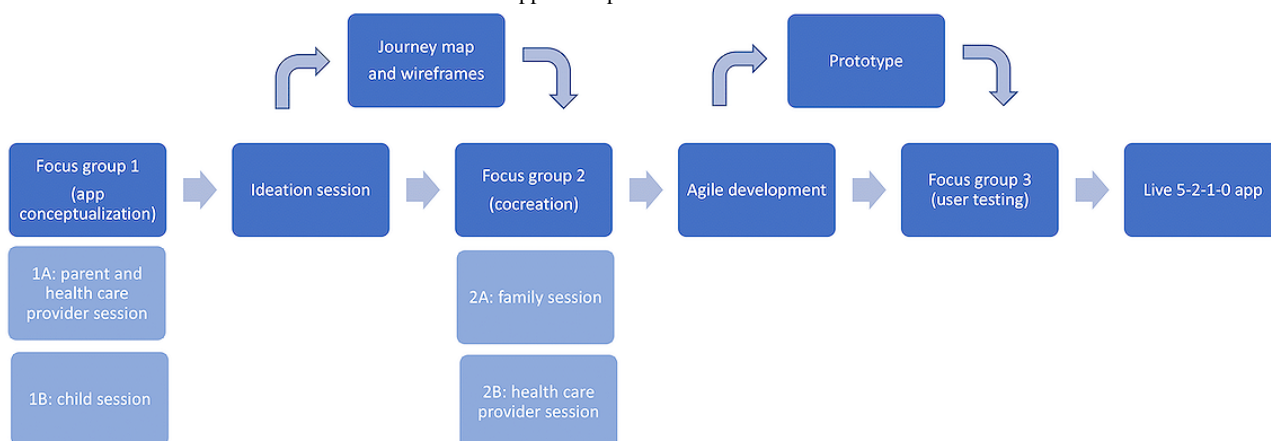 Journey map
and wireframes
Prototype
Focus group 1
(app
conceptualization)
Ideation session
Focus group 2
(cocreation)
Agile development
Focus group 3
(user testing)
Live 5-2-1-0 app
1A: parent and
health care
provider session
2A: family session
1B: child session
2B: health care
provider session